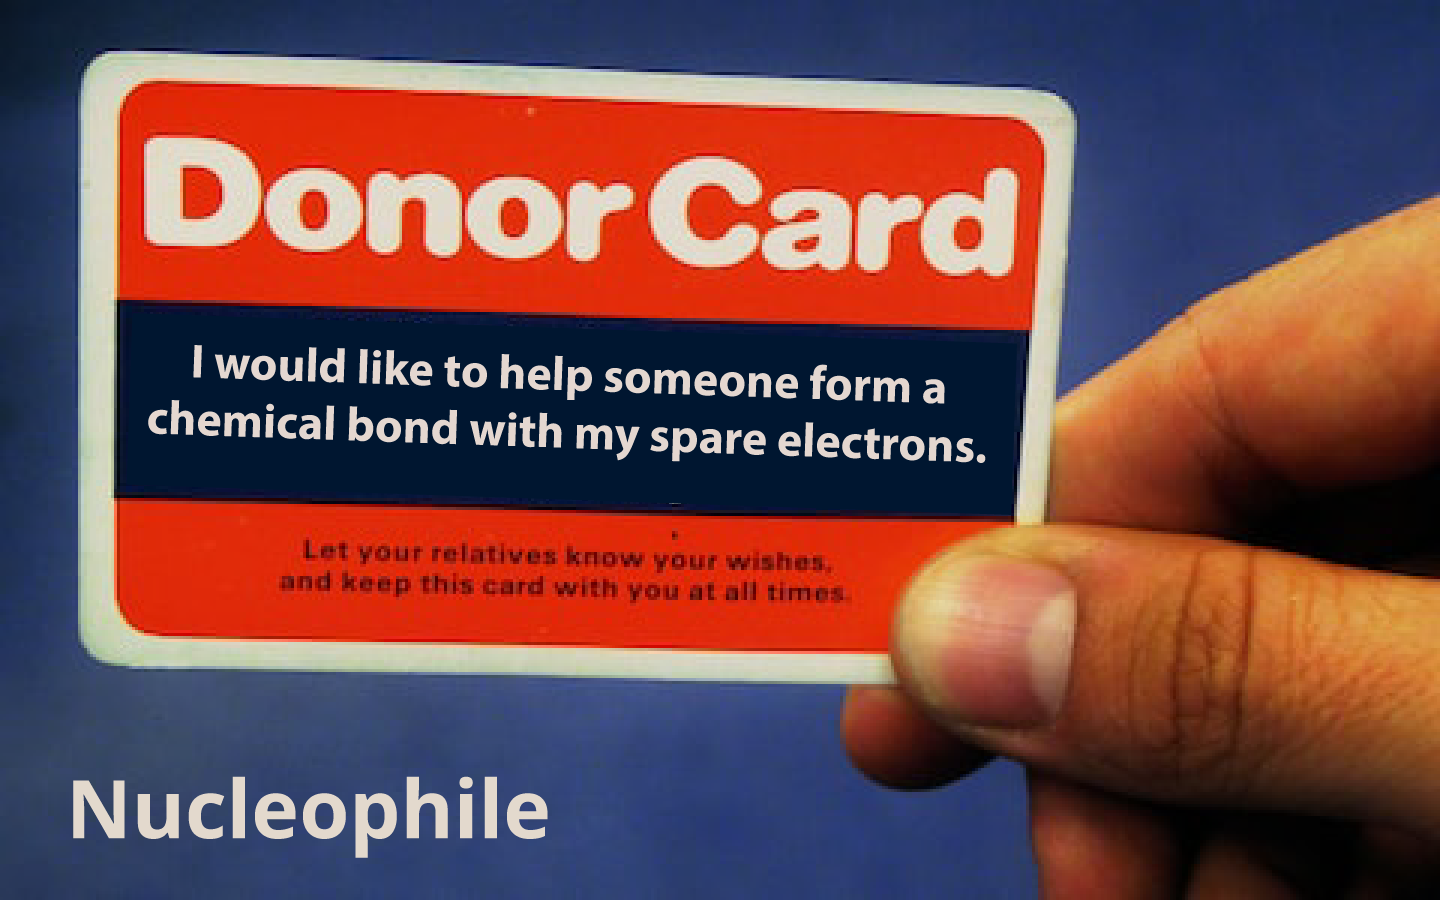 Donor Card
I would like to help someone form a
chemical bond with my spare electrons.
Let your relatives know your wishes,
and keep this card with you at all times.
Nucleophile